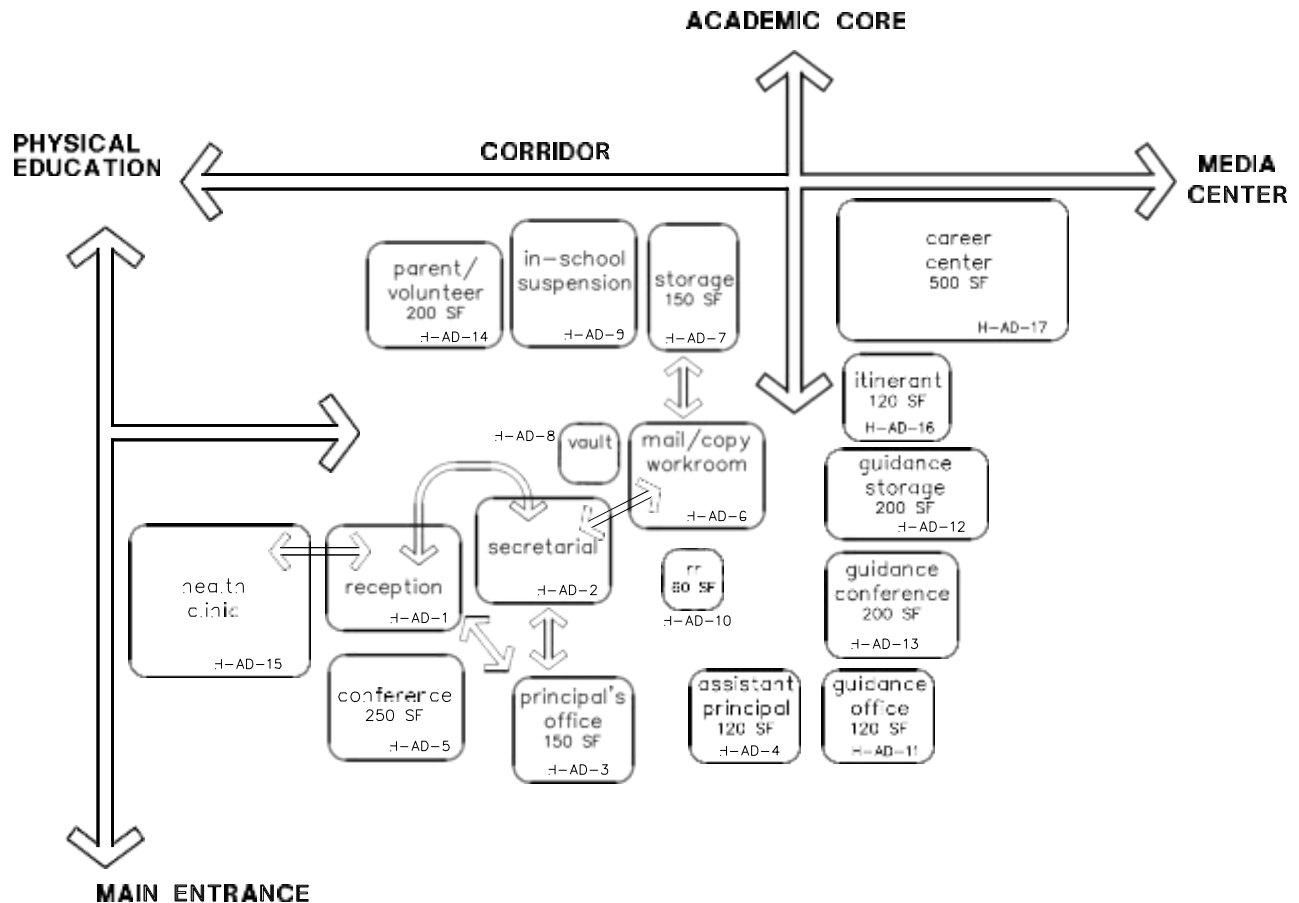 ACADEMIC CORE
PHYSICAL
EDUCATION
CORRIDOR
MEDIA
CENTER
parent/
volunteer
200 SF
H-AD-14
in-school
suspension
H-AD-9
storage
150 SF
H-AD-7
career
center
500 SF
H-AD-17
itinerant
120 SF
H-AD-16
H-AD-8
vault
mail/copy
workroom
H-AD-6
guidance
storage
200 SF
H-AD-12
health
clinic
H-AD-15
reception
H-AD-1
secretarial
H-AD-2
rr
60 SF
H-AD-10
guidance
conference
200 SF
H-AD-13
conference
250 SF
H-AD-5
principal's
office
150 SF
H-AD-3
assistant
principal
120 SF
H-AD-4
guidance
office
120 SF
H-AD-11
MAIN ENTRANCE